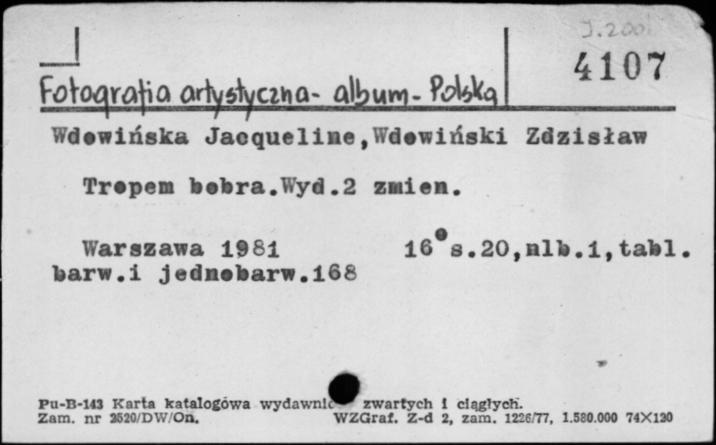 J.2001
4107
Fotografia artystyczna- album- Polska
Wdowińska Jacqueline,Wdowiński Zdzisław
Tropem bobra.Wyd.2 zmien.
Warszawa 1981 16° s.20,nlb.1,tabl.
barw.i jednobarw.168
Pu-B-143 Karta katalogowa wydawnic zwartych i ciągłych.
Zam. nr 2520/DW/On. WZGraf. Z-d 2, zam. 1226/77, 1.580.000 74X120